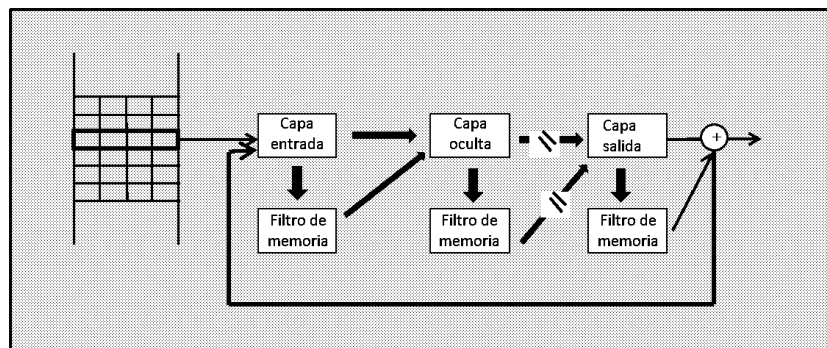 Capa
entrada
Capa
oculta
Capa
salida
+
Filtro de
memoria
Filtro de
memoria
Filtro de
memoria